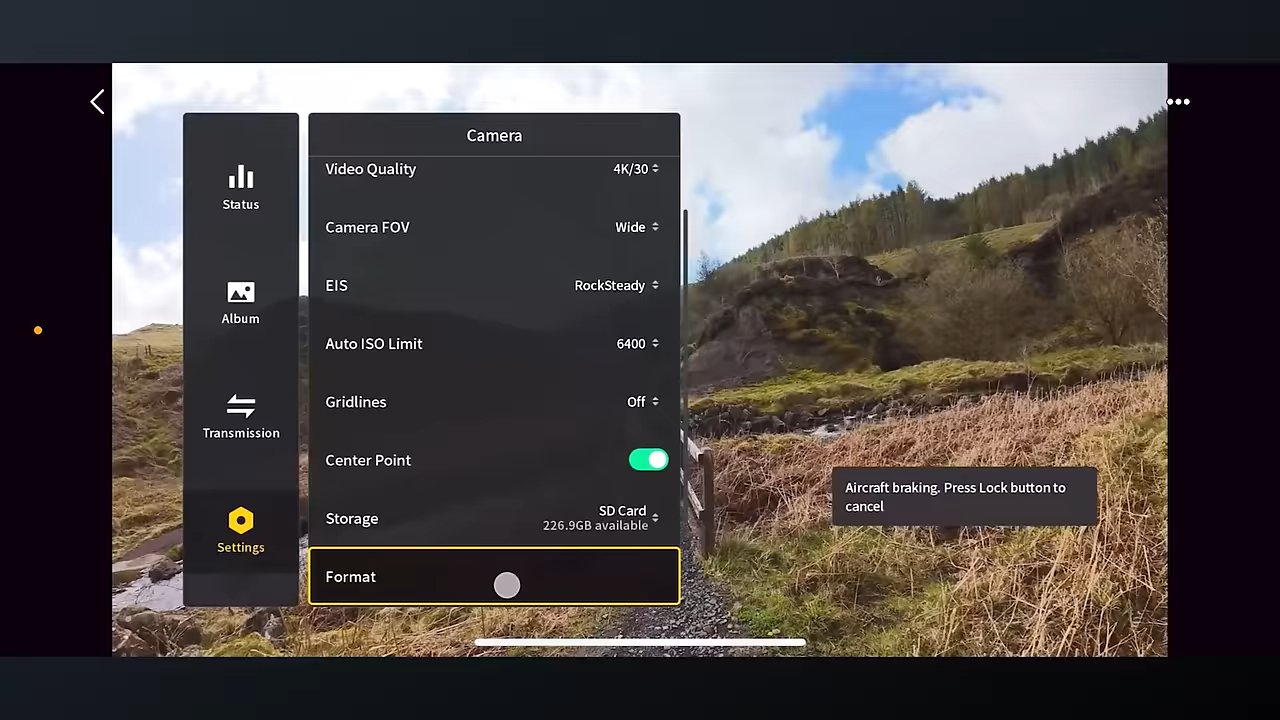 Camera
Status
Album
Transmission
Settings
Video Quality 4K/30
Camera FOV Wide
EIS RockSteady
Auto ISO Limit 6400
Gridlines Off
Center Point
Storage SD Card
226.9GB available
Format
Aircraft braking. Press Lock button to
cancel